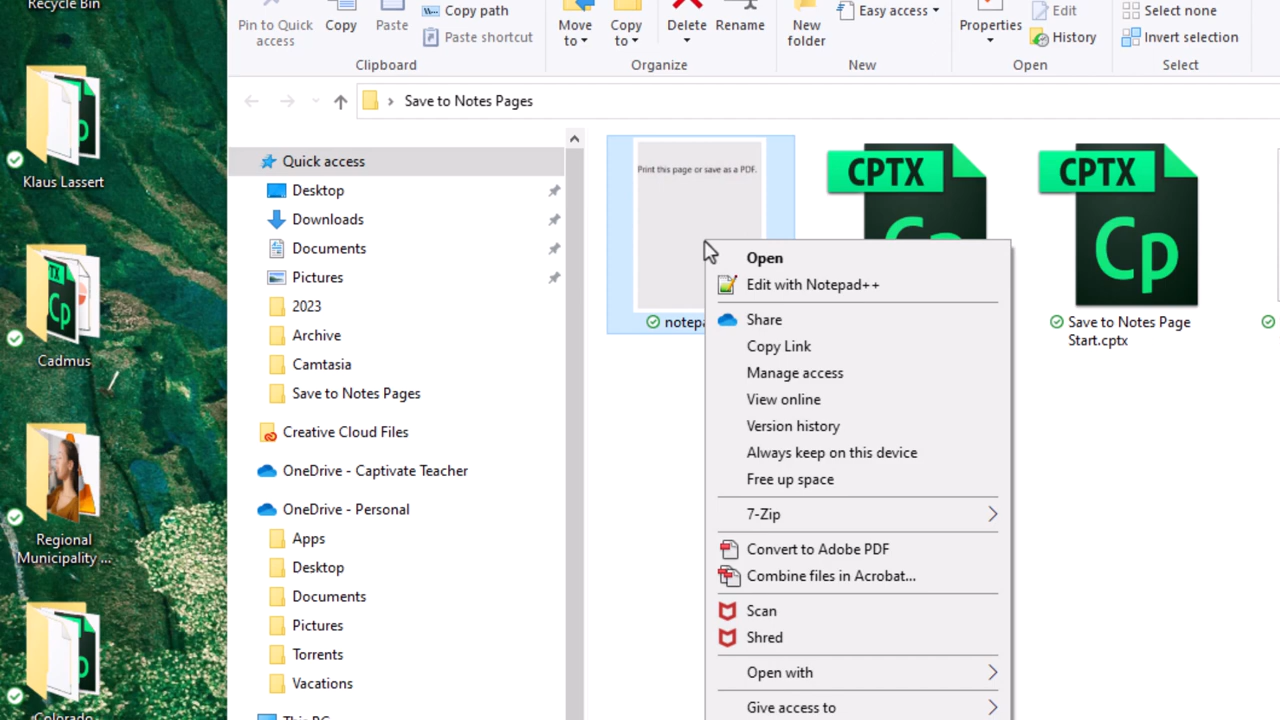 Recycle Bin
Klaus Lassert
Cadmus
Regional
Municipality ...
Colorado
Pin to Quick
access
Copy
Paste
Copy path
Paste shortcut
Clipboard
Move
to
Copy
to
Delete
Rename
Organize
New
folder
Easy access
New
Properties
Edit
History
Open
Select none
Invert selection
Select
Save to Notes Pages
Quick access
Desktop
Downloads
Documents
Pictures
2023
Archive
Camtasia
Save to Notes Pages
Creative Cloud Files
OneDrive - Captivate Teacher
OneDrive - Personal
Apps
Desktop
Documents
Pictures
Torrents
Vacations
This PC
Print this page or save as a PDF.
notepa
CPTX
Cp
CPTX
Cp
Save to Notes Page
Start.cptx
Open
Edit with Notepad++
Share
Copy Link
Manage access
View online
Version history
Always keep on this device
Free up space
7-Zip
Convert to Adobe PDF
Combine files in Acrobat...
Scan
Shred
Open with
Give access to